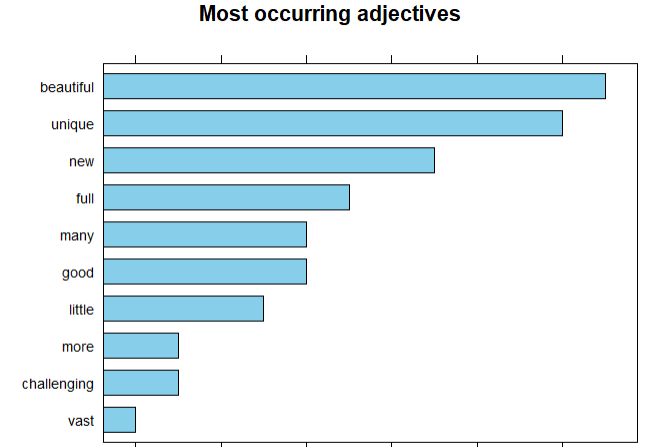 Most occurring adjectives
beautiful
unique
new
full
many
good
little
more
challenging
vast